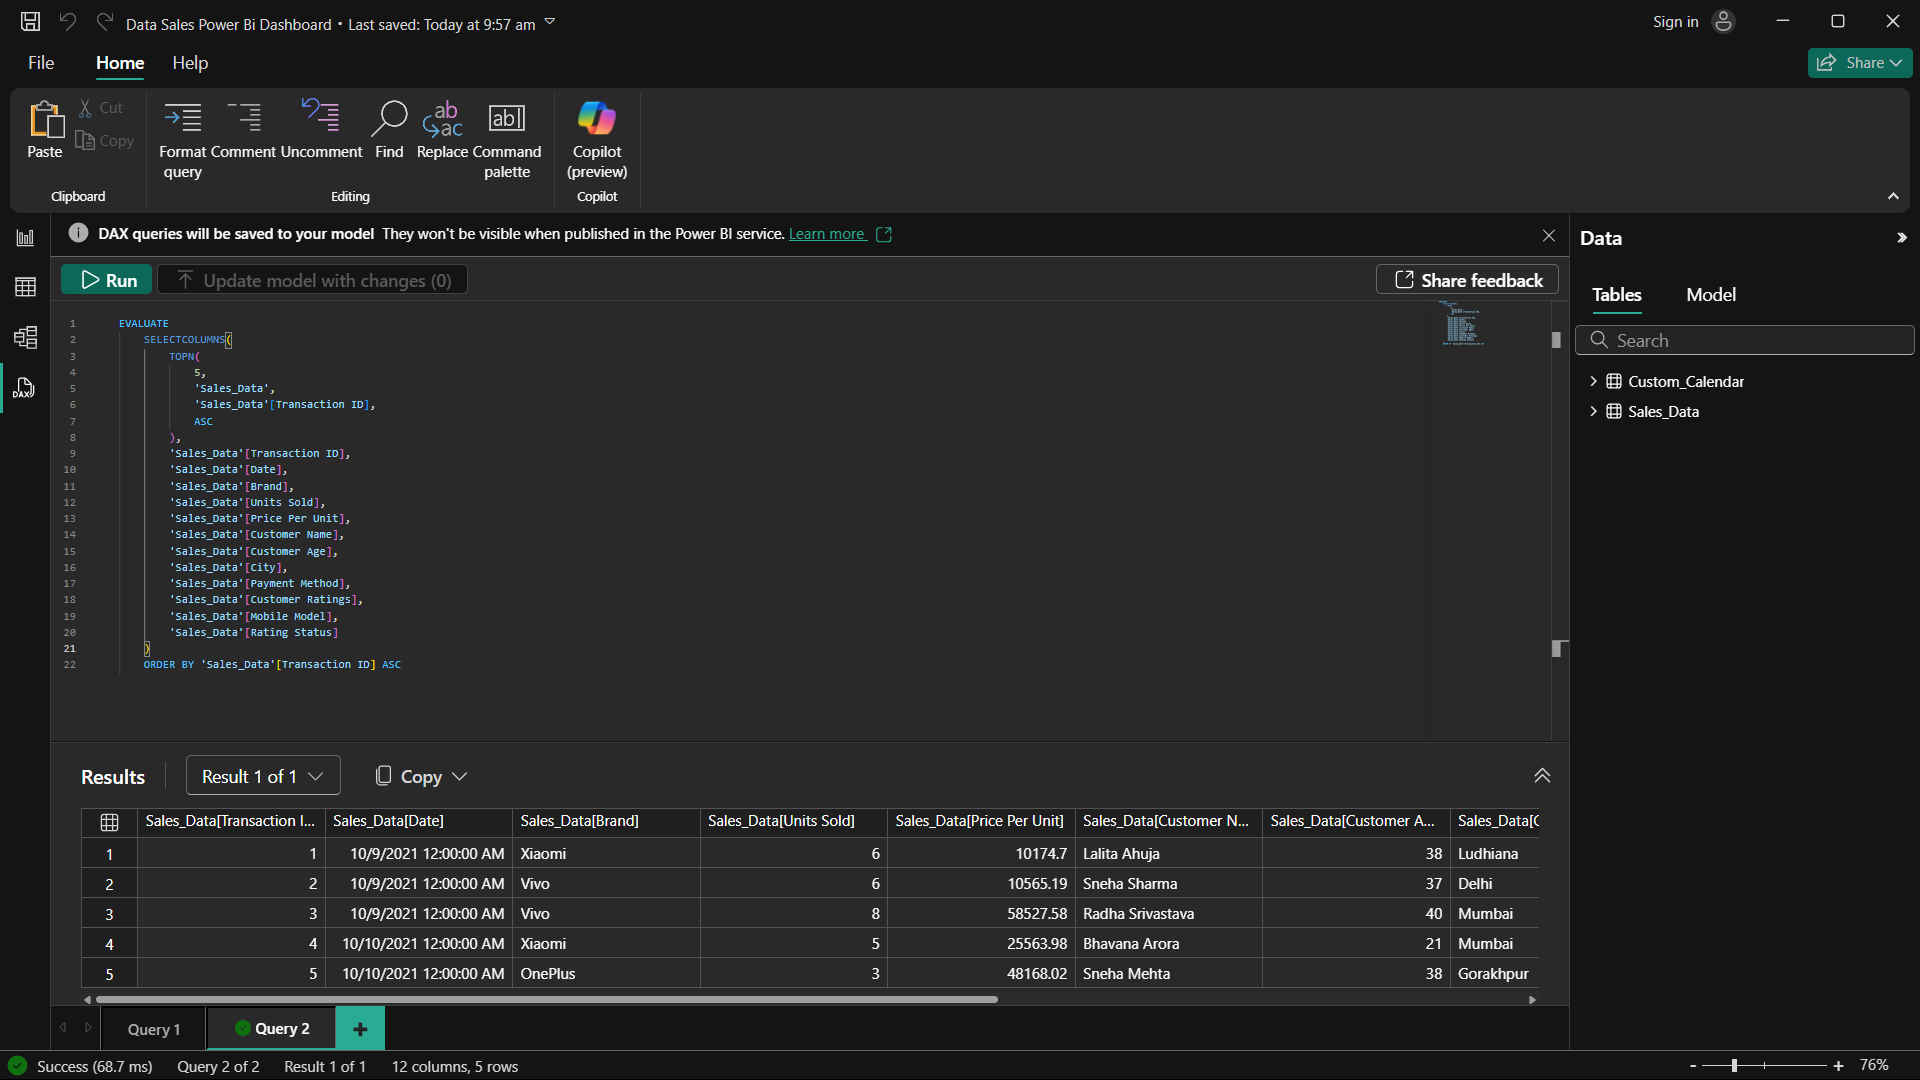 Data Sales Power Bi Dashboard • Last saved: Today at 9:57 am
Sign in
File Home Help
Share
Paste
Cut
Copy
Clipboard
Format query
Comment
Uncomment
Find
Replace
Command palette
Editing
Copilot (preview)
Copilot
DAX queries will be saved to your model They won't be visible when published in the Power BI service. Learn more
Run
Update model with changes (0)
Share feedback
1 EVALUATE
2 SELECTCOLUMNS(
3 TOPN(
4 5,
5 'Sales_Data',
6 'Sales_Data'[Transaction ID],
7 ASC
8 ),
9 'Sales_Data'[Transaction ID],
10 'Sales_Data'[Date],
11 'Sales_Data'[Brand],
12 'Sales_Data'[Units Sold],
13 'Sales_Data'[Price Per Unit],
14 'Sales_Data'[Customer Name],
15 'Sales_Data'[Customer Age],
16 'Sales_Data'[City],
17 'Sales_Data'[Payment Method],
18 'Sales_Data'[Customer Ratings],
19 'Sales_Data'[Mobile Model],
20 'Sales_Data'[Rating Status]
21 )
22 ORDER BY 'Sales_Data'[Transaction ID] ASC
Data
Tables Model
Search
Custom_Calendar
Sales_Data
DAX
Results
Result 1 of 1
Copy
Sales_Data[Transaction I... Sales_Data[Date] Sales_Data[Brand] Sales_Data[Units Sold] Sales_Data[Price Per Unit] Sales_Data[Customer N... Sales_Data[Customer A... Sales_Data[C
1 1 10/9/2021 12:00:00 AM Xiaomi 6 10174.7 Lalita Ahuja 38 Ludhiana
2 2 10/9/2021 12:00:00 AM Vivo 6 10565.19 Sneha Sharma 37 Delhi
3 3 10/9/2021 12:00:00 AM Vivo 8 58527.58 Radha Srivastava 40 Mumbai
4 4 10/10/2021 12:00:00 AM Xiaomi 5 25563.98 Bhavana Arora 21 Mumbai
5 5 10/10/2021 12:00:00 AM OnePlus 3 48168.02 Sneha Mehta 38 Gorakhpur
Query 1
Query 2
+
Success (68.7 ms) Query 2 of 2 Result 1 of 1 12 columns, 5 rows
- + 76%